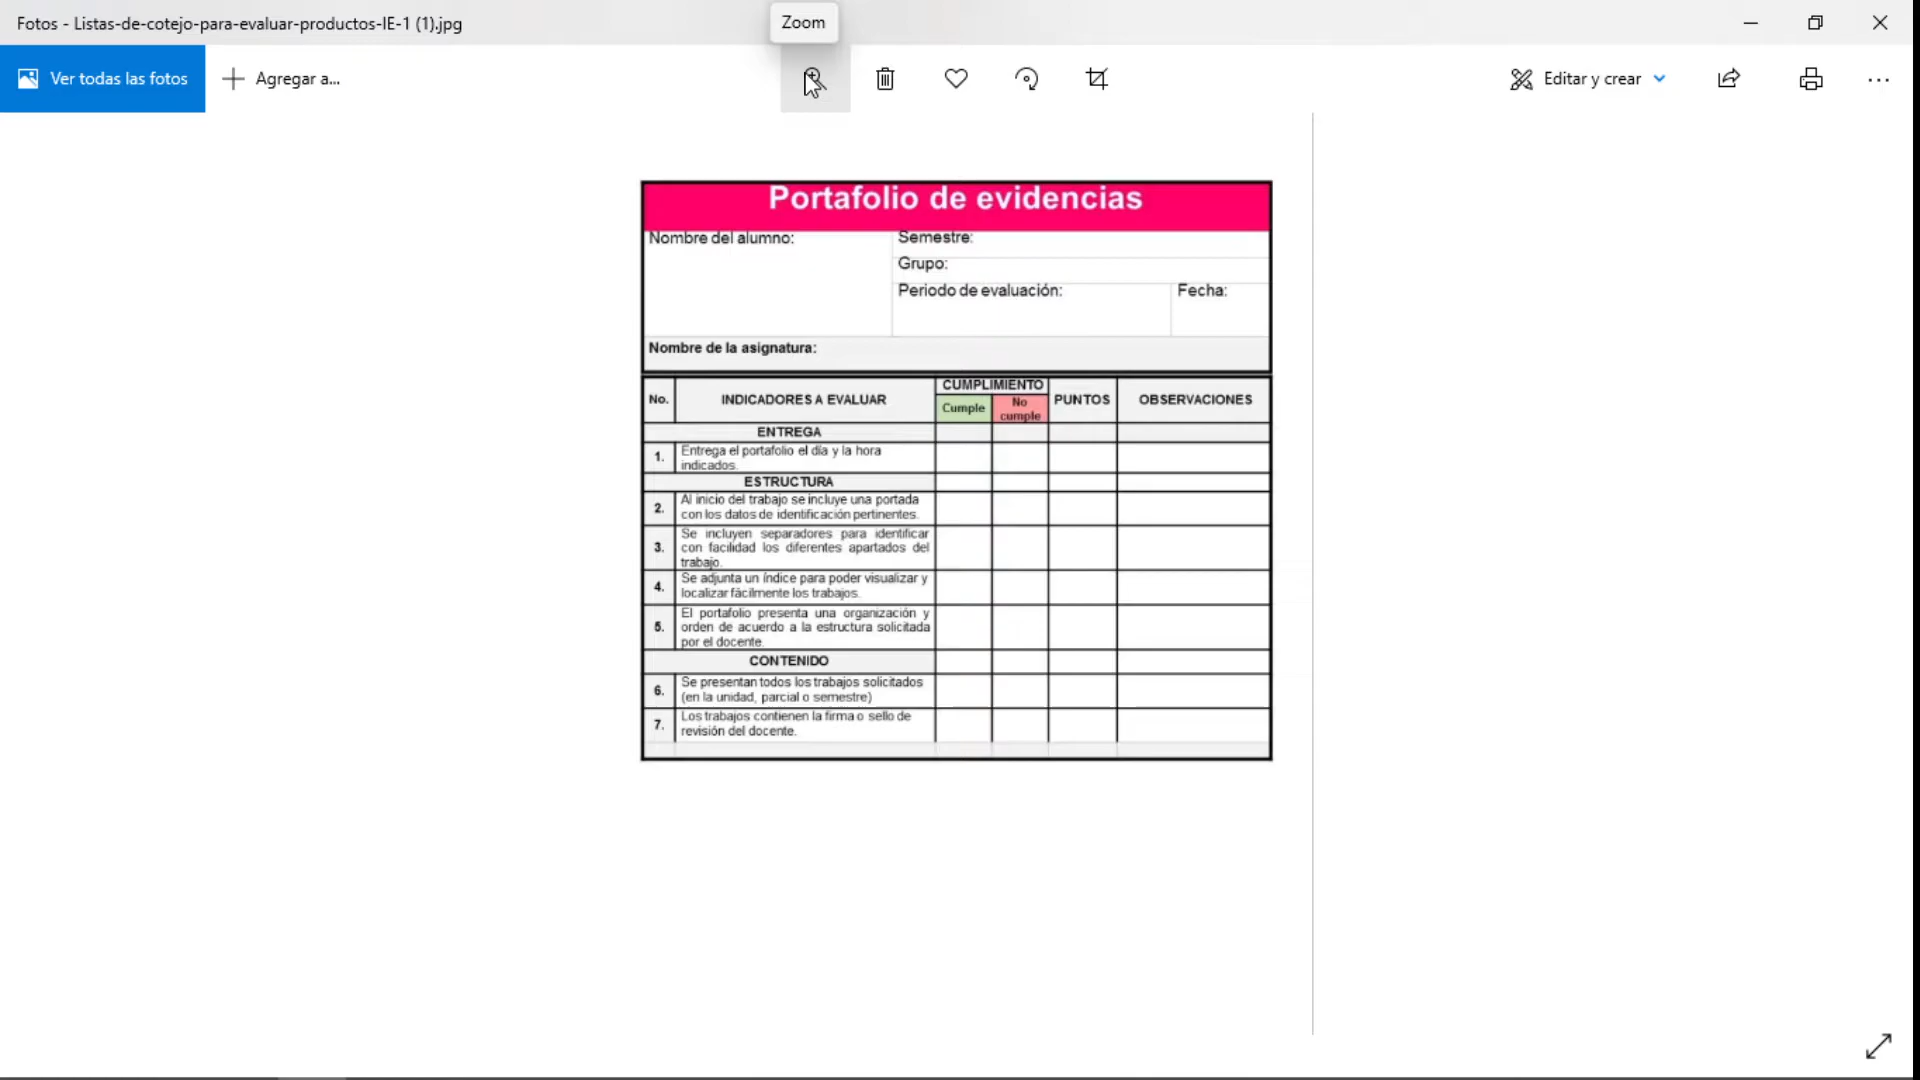 Fotos - Listas-de-cotejo-para-evaluar-productos-IE-1 (1).jpg
Zoom
Ver todas las fotos
Agregar a...
Editar y crear
Portafolio de evidencias
Nombre del alumno:
Semestre:
Grupo:
Periodo de evaluación:
Fecha:
Nombre de la asignatura:
No.
INDICADORES A EVALUAR
CUMPLIMIENTO
Cumple
No
cumple
PUNTOS
OBSERVACIONES
ENTREGA
1.
Entrega el portafolio el día y la hora
indicados.
ESTRUCTURA
2.
Al inicio del trabajo se incluye una portada
con los datos de identificación pertinentes.
3.
Se incluyen separadores para identificar
con facilidad los diferentes apartados del
trabajo.
4.
Se adjunta un índice para poder visualizar y
localizar fácilmente los trabajos.
5.
El portafolio presenta una organización y
orden de acuerdo a la estructura solicitada
por el docente.
CONTENIDO
6.
Se presentan todos los trabajos solicitados
(en la unidad, parcial o semestre)
7.
Los trabajos contienen la firma o sello de
revisión del docente.